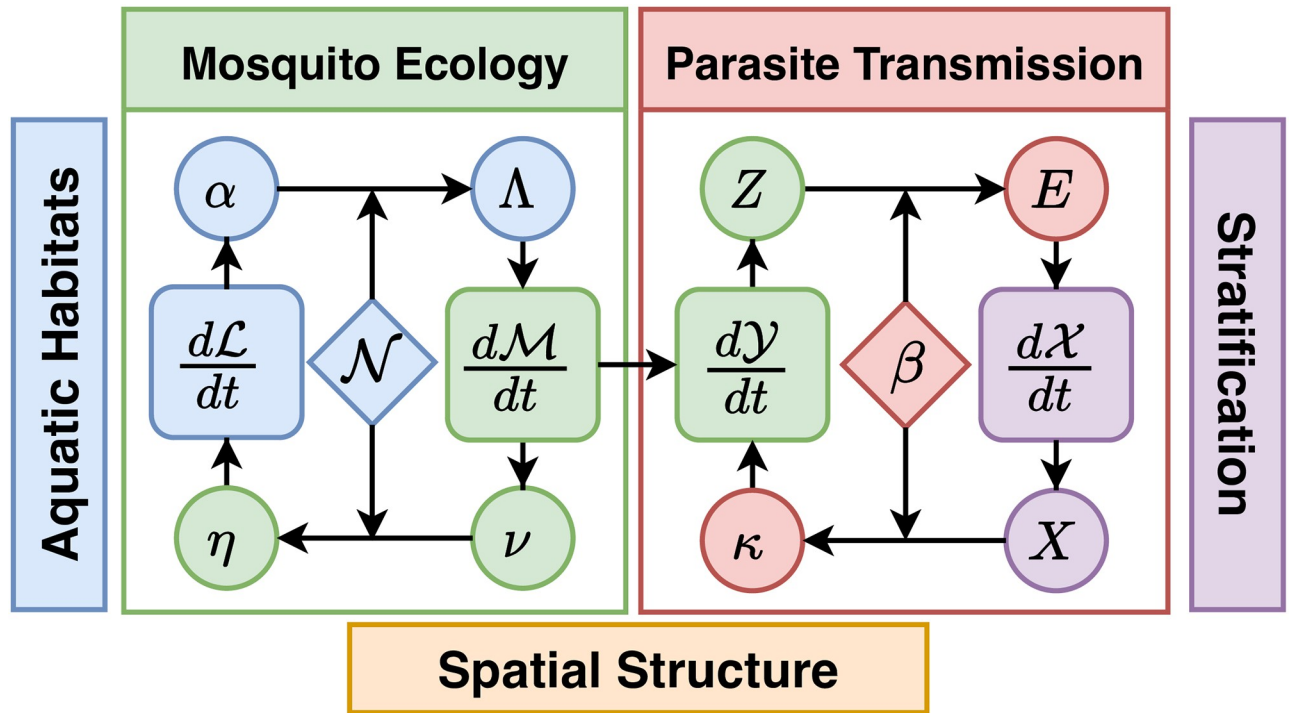 Mosquito Ecology
Parasite Transmission
Aquatic Habitats
α
Λ
d𝓛
dt
𝒩
d𝓜
dt
η
ν
Z
E
d𝒴
dt
β
d𝒳
dt
κ
X
Stratification
Spatial Structure